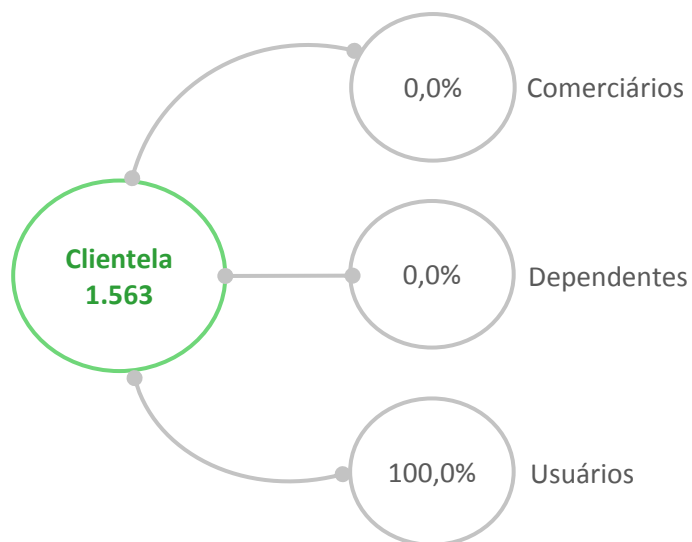 0,0% Comerciários
Clientela
1.563
0,0% Dependentes
100,0% Usuários